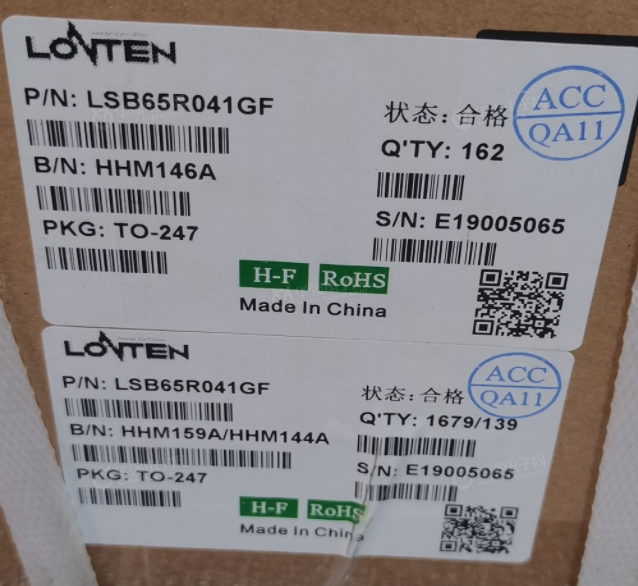 LONTEN
P/N: LSB65R041GF
状态：合格
ACC
QA11
B/N: HHM146A
Q'TY: 162
PKG: TO-247
S/N: E19005065
H-F RoHS
Made In China
LONTEN
P/N: LSB65R041GF
状态：合格
ACC
QA11
B/N: HHM159A/HHM144A
Q'TY: 1679/139
PKG: TO-247
S/N: E19005065
H-F RoHS
Made In China